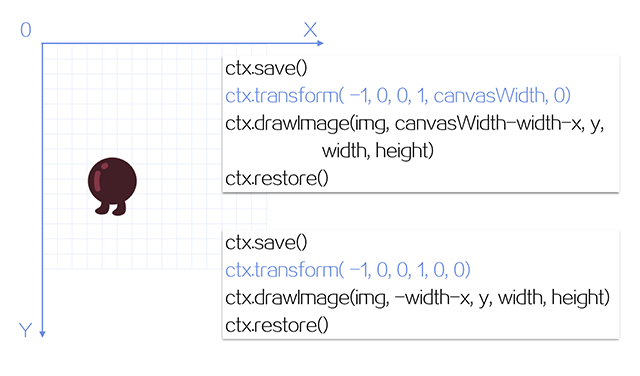 0
X
ctx.save()
ctx.transform( -1, 0, 0, 1, canvasWidth, 0)
ctx.drawImage(img, canvasWidth-width-x, y,
width, height)
ctx.restore()
ctx.save()
ctx.transform( -1, 0, 0, 1, 0, 0)
ctx.drawImage(img, -width-x, y, width, height)
ctx.restore()
Y